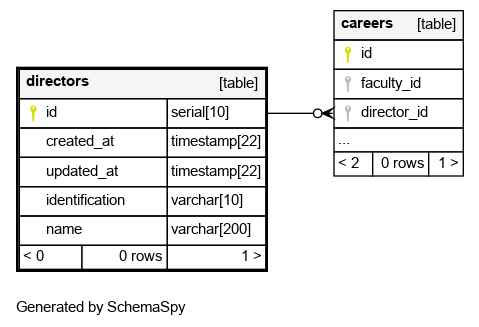 careers [table]
id
faculty_id
director_id
...
< 2 0 rows 1 >
directors [table]
id serial[10]
created_at timestamp[22]
updated_at timestamp[22]
identification varchar[10]
name varchar[200]
< 0 0 rows 1 >
Generated by SchemaSpy